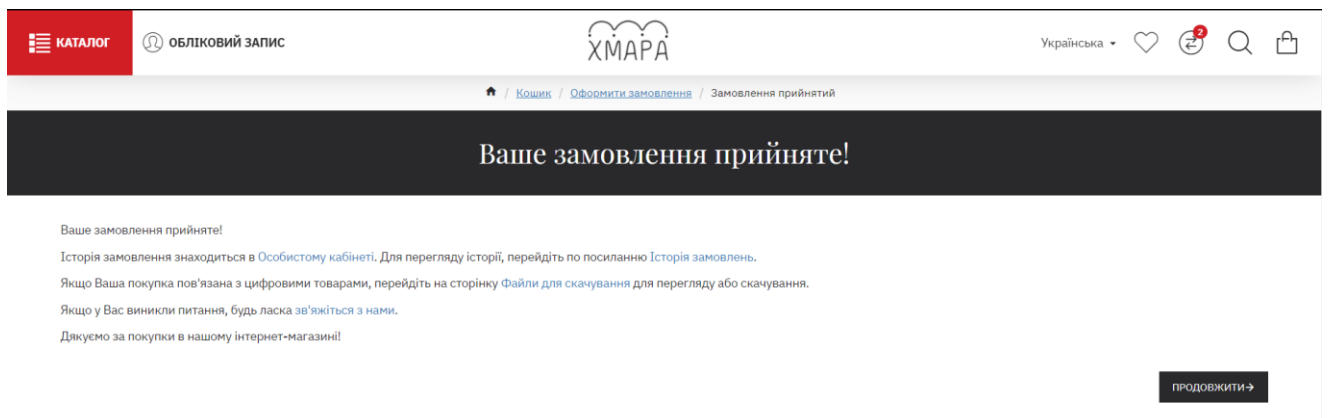 КАТАЛОГ
ОБЛІКОВИЙ ЗАПИС
ХМАРА
Українська
2
/ Кошик / Оформити замовлення / Замовлення прийнятий
Ваше замовлення прийняте!
Ваше замовлення прийняте!
Історія замовлення знаходиться в Особистому кабінеті. Для перегляду історії, перейдіть по посиланню Історія замовлень.
Якщо Ваша покупка пов'язана з цифровими товарами, перейдіть на сторінку Файли для скачування для перегляду або скачування.
Якщо у Вас виникли питання, будь ласка зв'яжіться з нами.
Дякуємо за покупки в нашому інтернет-магазині!
ПРОДОВЖИТИ→